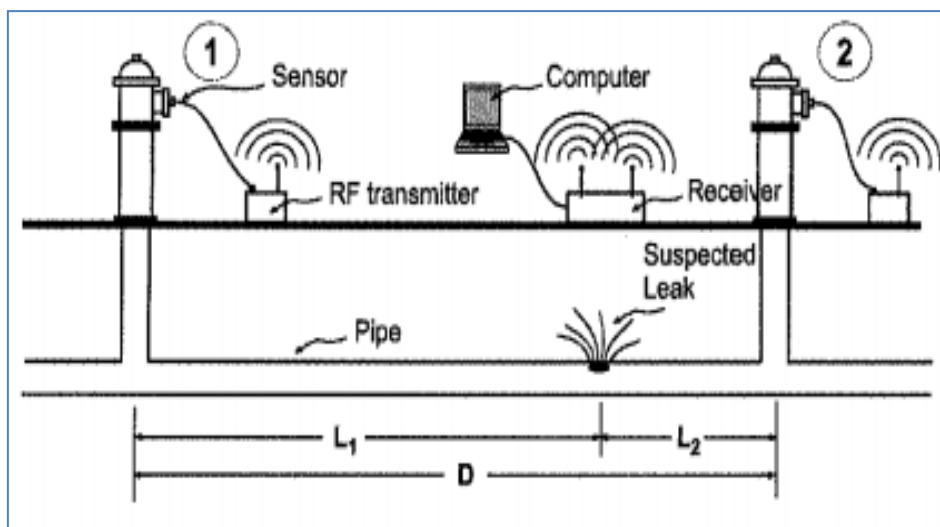 1
2
Sensor
Computer
RF transmitter
Receiver
Suspected
Leak
Pipe
L1
L2
D